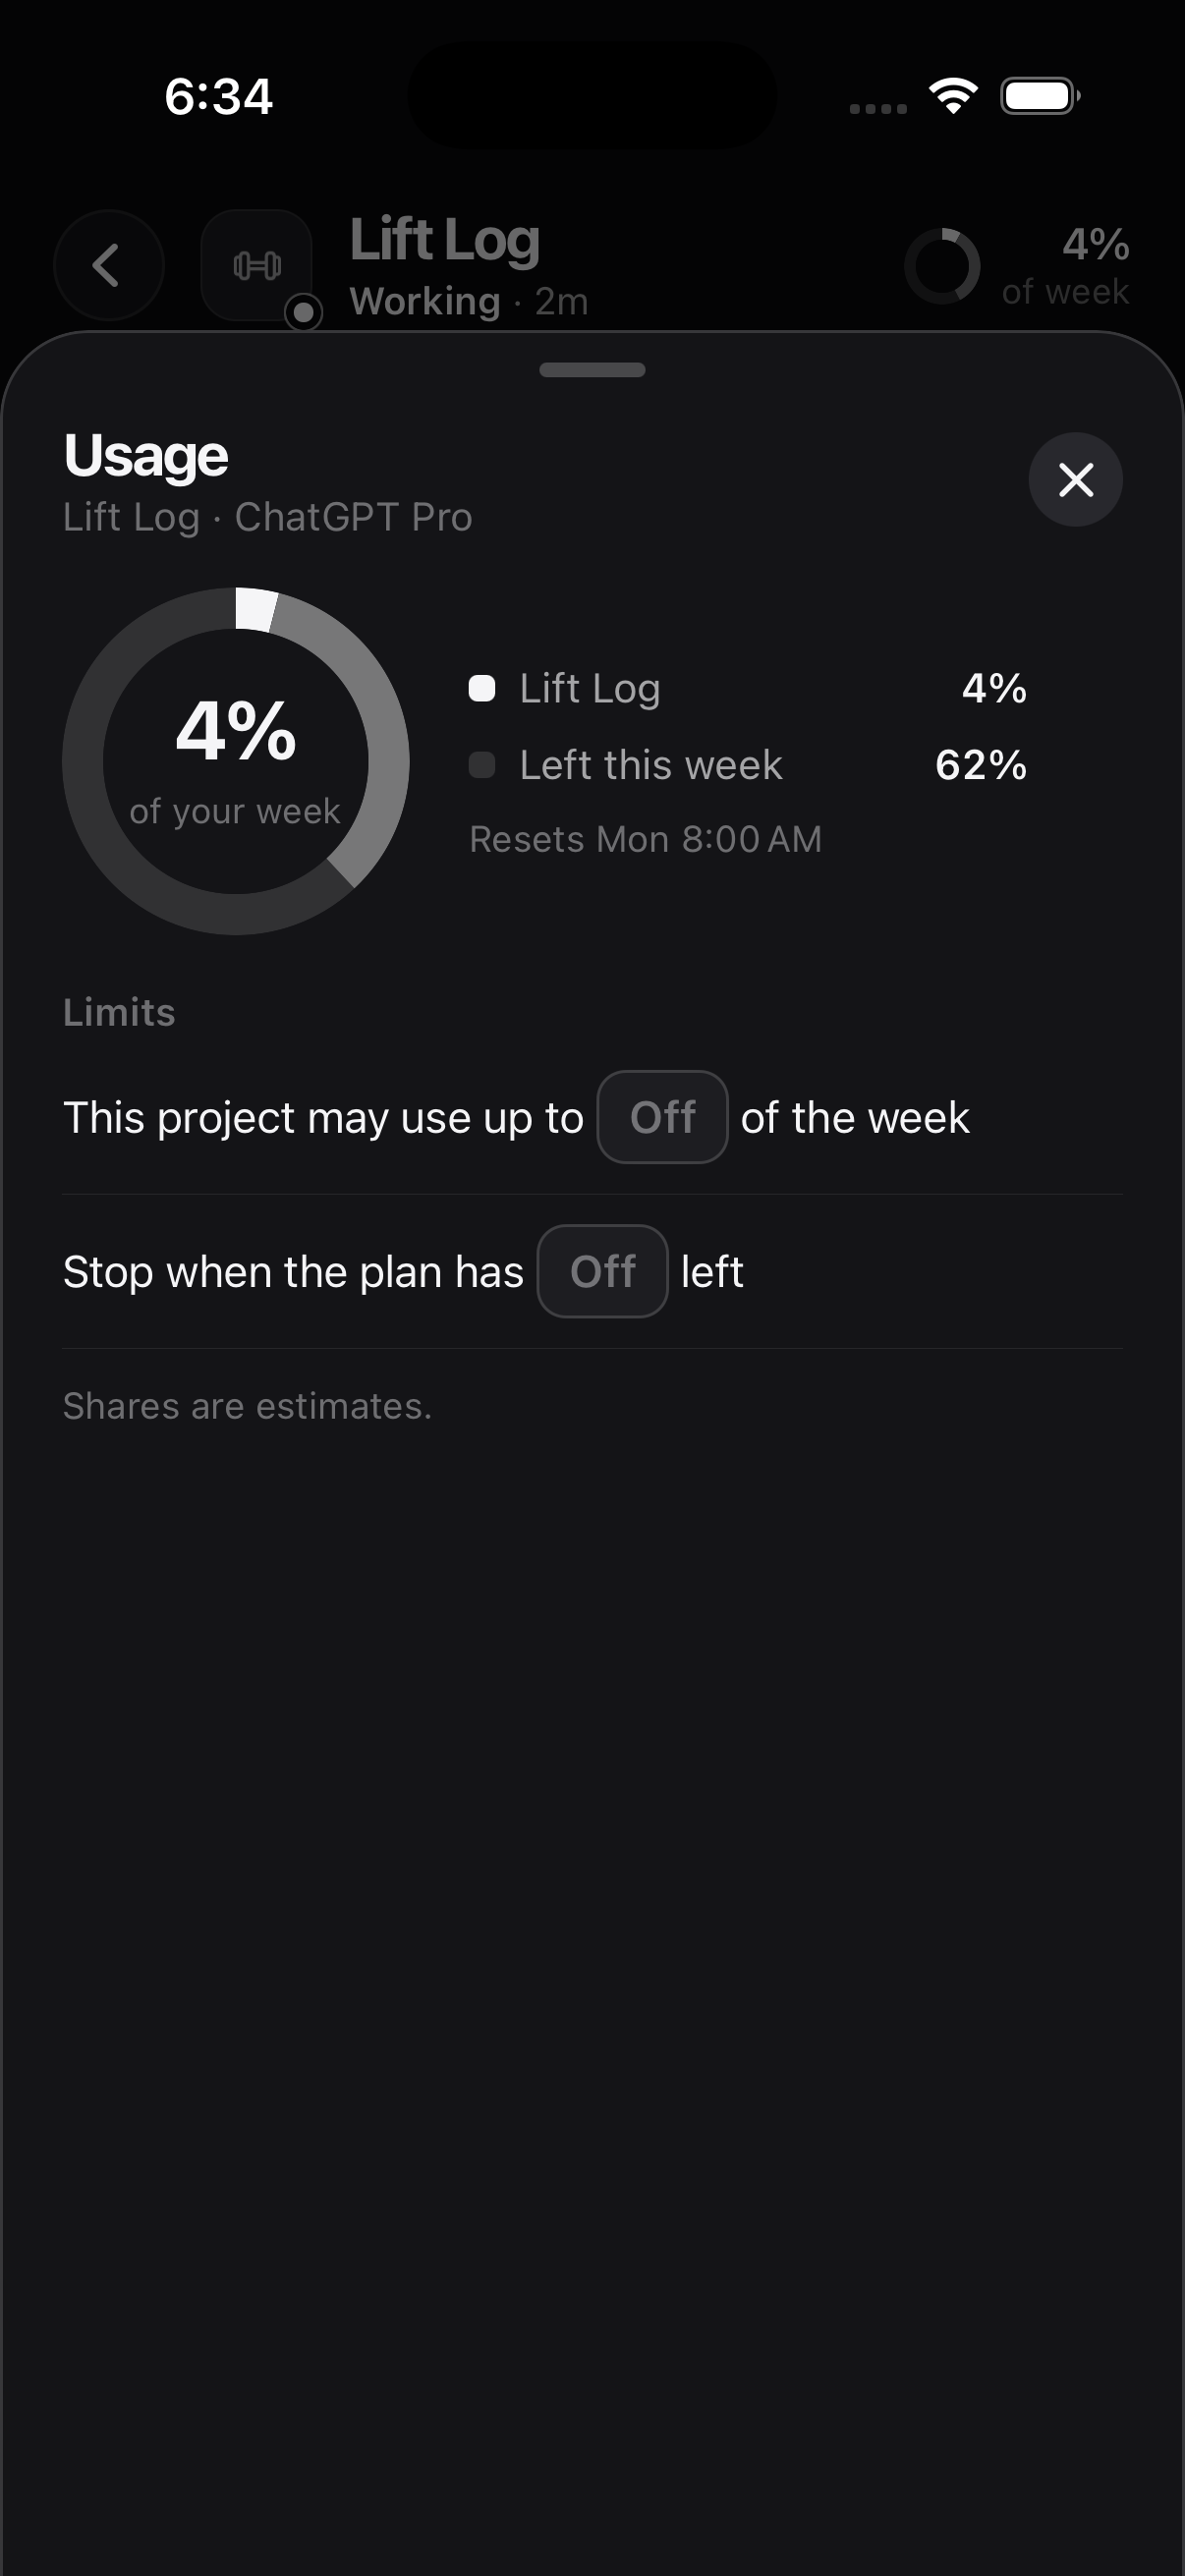 6:34
Lift Log
Working · 2m
4%
of week
Usage
Lift Log · ChatGPT Pro
4%
of your week
Lift Log 4%
Left this week 62%
Resets Mon 8:00 AM
Limits
This project may use up to Off of the week
Stop when the plan has Off left
Shares are estimates.